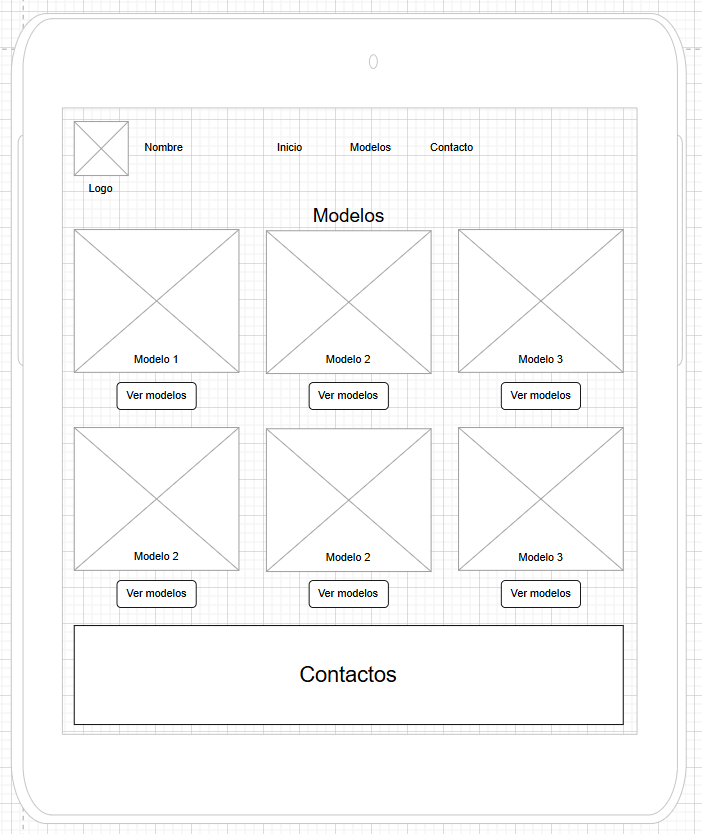 Nombre Inicio Modelos Contacto
Logo
Modelos
Modelo 1 Modelo 2 Modelo 3
Ver modelos Ver modelos Ver modelos
Modelo 2 Modelo 2 Modelo 3
Ver modelos Ver modelos Ver modelos
Contactos